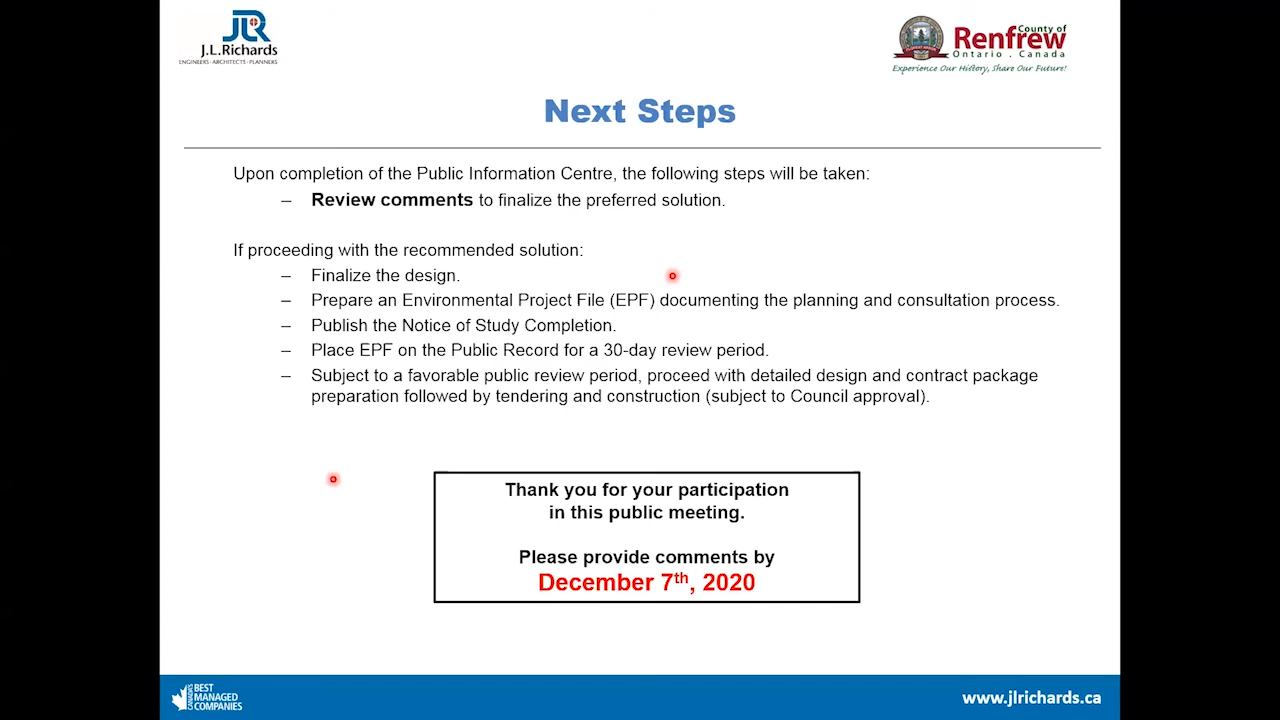 JLR
J.L.Richards
ENGINEERS · ARCHITECTS · PLANNERS
County of
Renfrew
Ontario . Canada
Experience Our History, Share Our Future!
Next Steps
Upon completion of the Public Information Centre, the following steps will be taken:
– Review comments to finalize the preferred solution.
If proceeding with the recommended solution:
– Finalize the design.
– Prepare an Environmental Project File (EPF) documenting the planning and consultation process.
– Publish the Notice of Study Completion.
– Place EPF on the Public Record for a 30-day review period.
– Subject to a favorable public review period, proceed with detailed design and contract package
preparation followed by tendering and construction (subject to Council approval).
Thank you for your participation
in this public meeting.
Please provide comments by
December 7th, 2020
CANADA'S
BEST
MANAGED
COMPANIES
www.jlrichards.ca